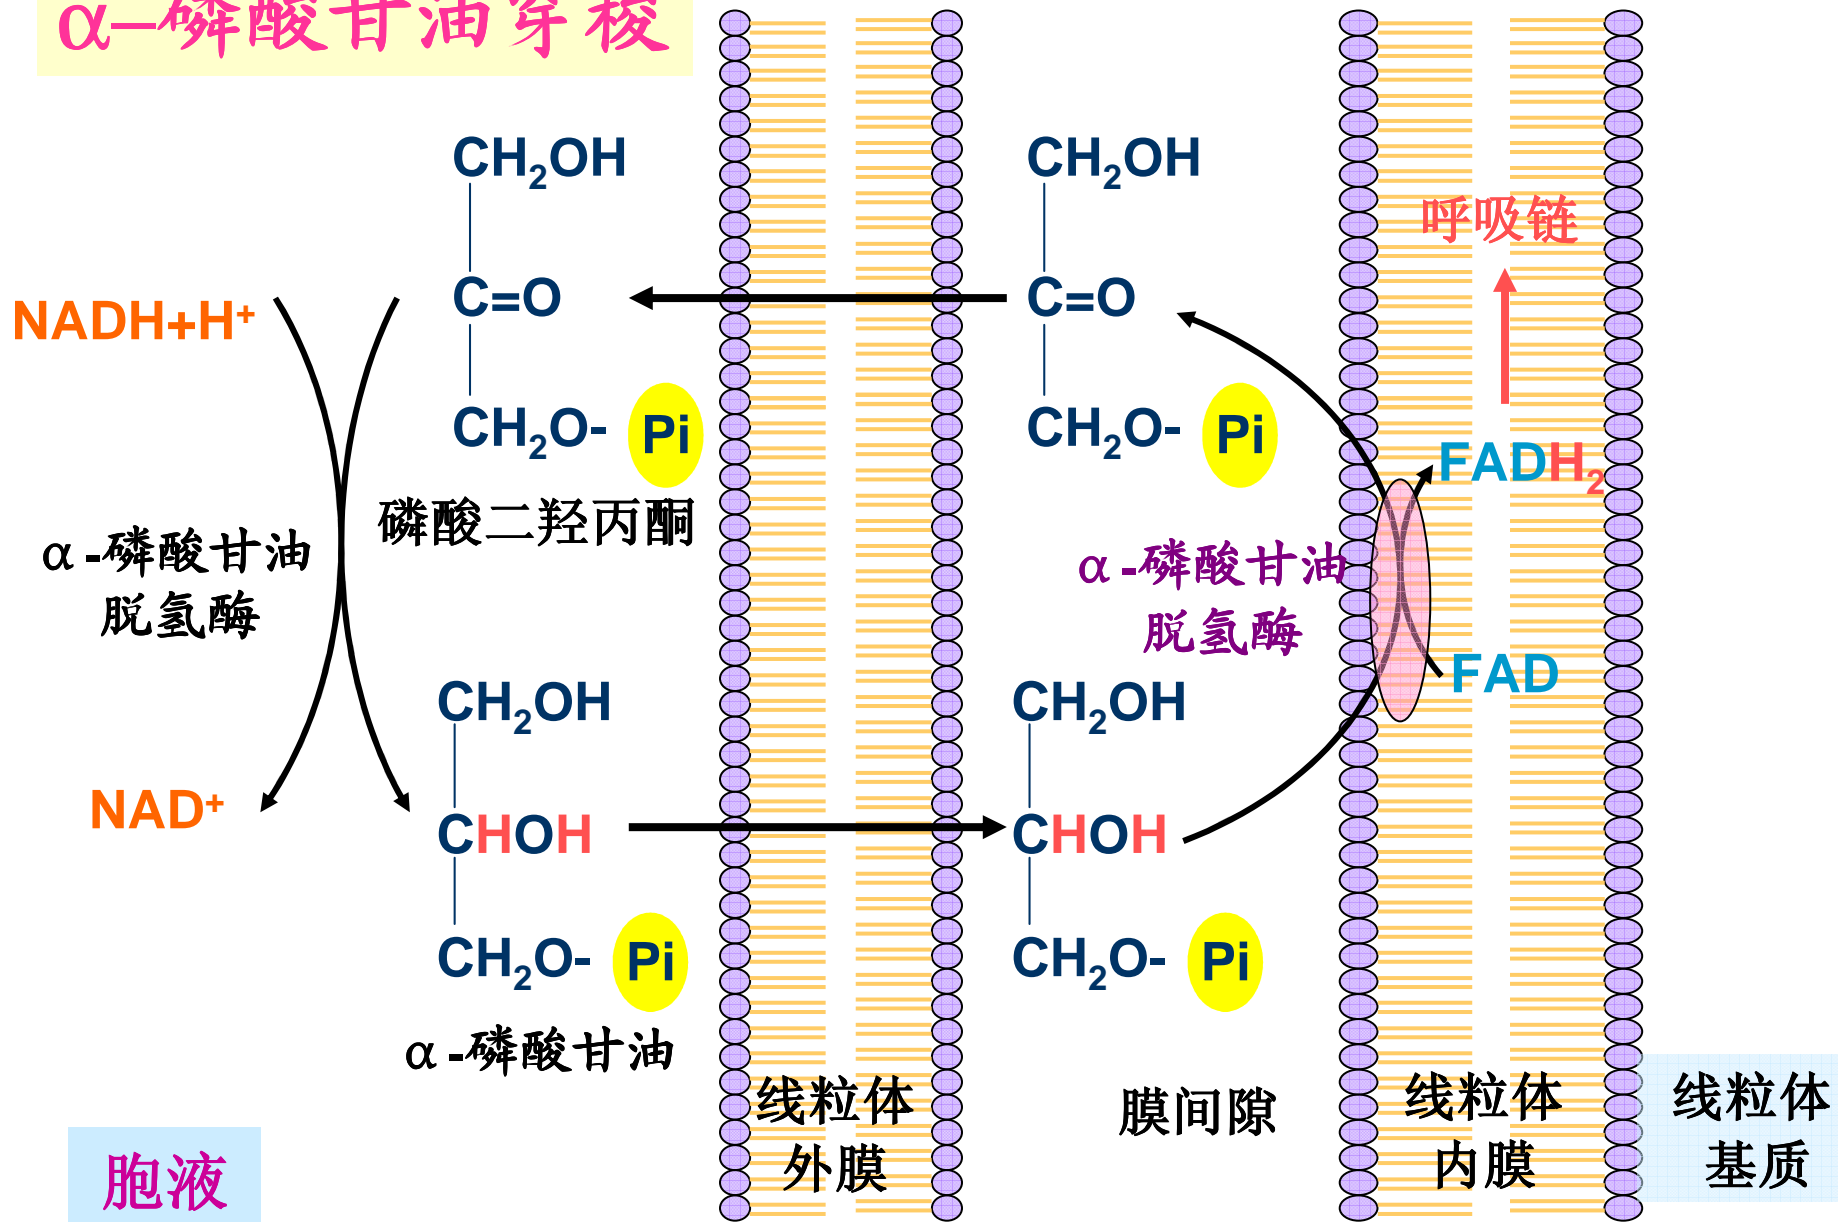 α–磷酸甘油穿梭
CH₂OH
C=O
CH₂O- Pi
磷酸二羟丙酮
NADH+H⁺
α-磷酸甘油
脱氢酶
NAD⁺
CH₂OH
CHOH
CH₂O- Pi
α-磷酸甘油
胞液
线粒体
外膜
CH₂OH
C=O
CH₂O- Pi
α-磷酸甘油
脱氢酶
CH₂OH
CHOH
CH₂O- Pi
膜间隙
呼吸链
FADH₂
FAD
线粒体
内膜
线粒体
基质